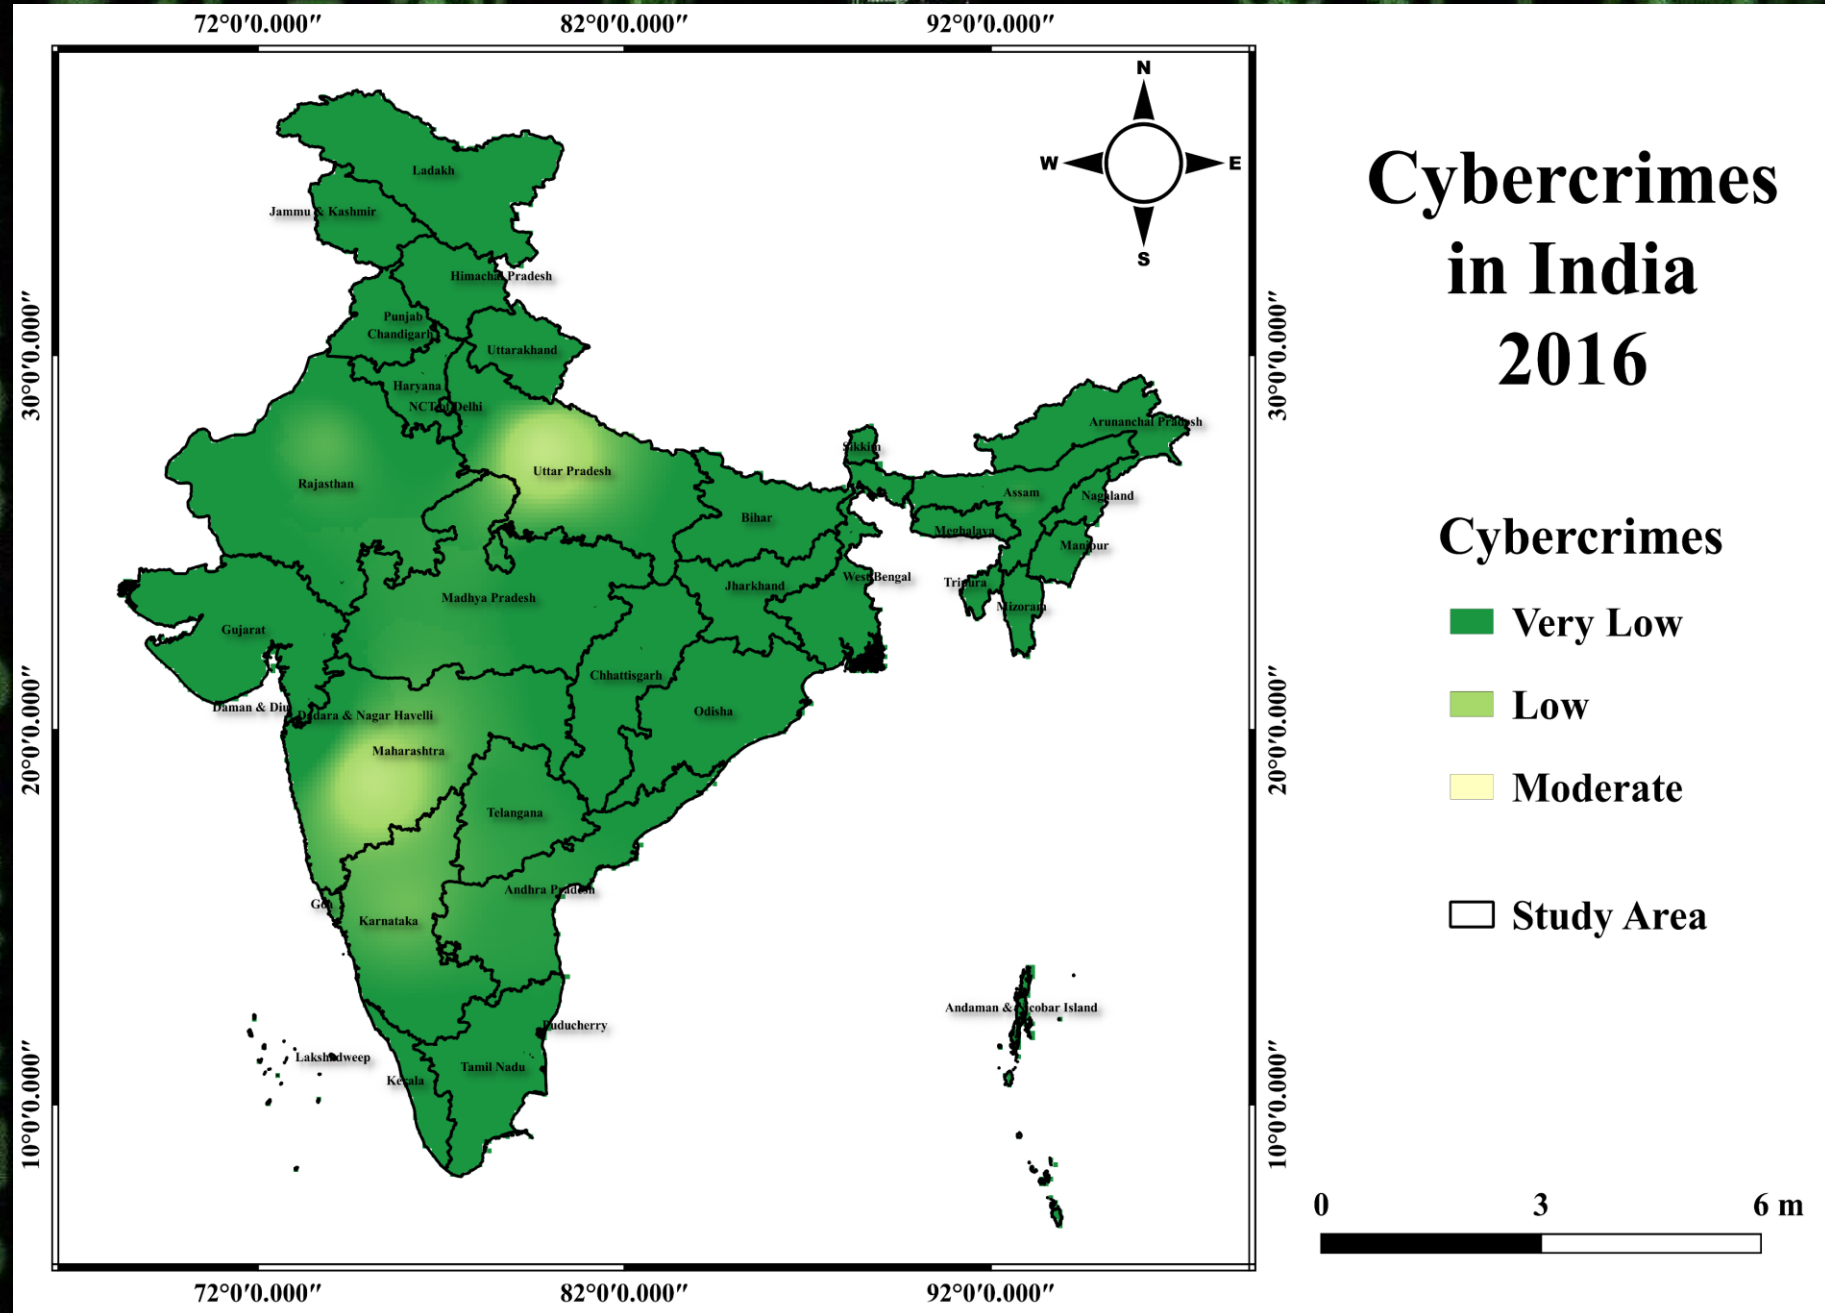 72°0′0.000″ 82°0′0.000″ 92°0′0.000″
N
W E
S
30°0′0.000″ 30°0′0.000″
20°0′0.000″ 20°0′0.000″
10°0′0.000″ 10°0′0.000″
Ladakh
Jammu & Kashmir
Himachal Pradesh
Punjab
Chandigarh
Uttarakhand
Haryana
NCT of Delhi
Arunanchal Pradesh
Sikkim
Uttar Pradesh
Rajasthan
Assam
Nagaland
Bihar
Meghalaya
Manipur
West Bengal
Tripura
Jharkhand
Madhya Pradesh
Mizoram
Gujarat
Chhattisgarh
Daman & Diu
Dadara & Nagar Havelli
Odisha
Maharashtra
Telangana
Andhra Pradesh
Goa
Karnataka
Andaman & Nicobar Island
Puducherry
Lakshadweep
Tamil Nadu
Kerala
72°0′0.000″ 82°0′0.000″ 92°0′0.000″
Cybercrimes
in India
2016
Cybercrimes
Very Low
Low
Moderate
Study Area
0 3 6 m